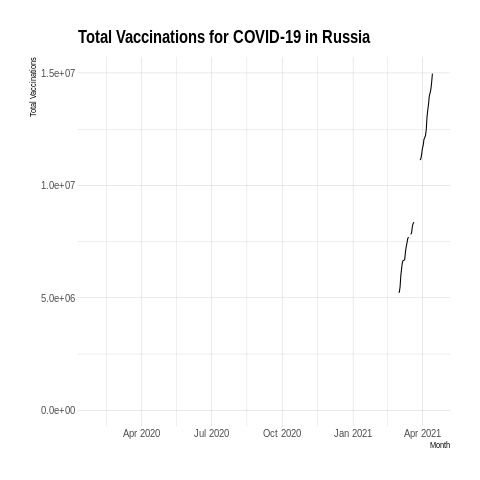 Total Vaccinations for COVID-19 in Russia
Total Vaccinations
1.5e+07
1.0e+07
5.0e+06
0.0e+00
Apr 2020 Jul 2020 Oct 2020 Jan 2021 Apr 2021
Month